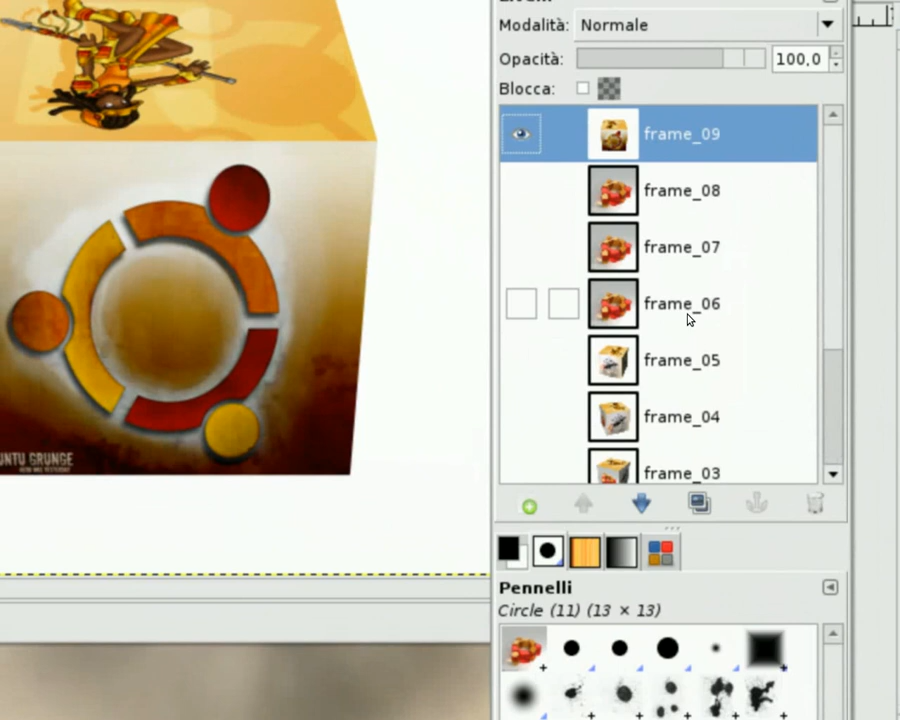 Modalità: Normale
Opacità: 100,0
Blocca:
frame_09
frame_08
frame_07
frame_06
frame_05
frame_04
frame_03
UNTU GRUNGE
Pennelli
Circle (11) (13 × 13)